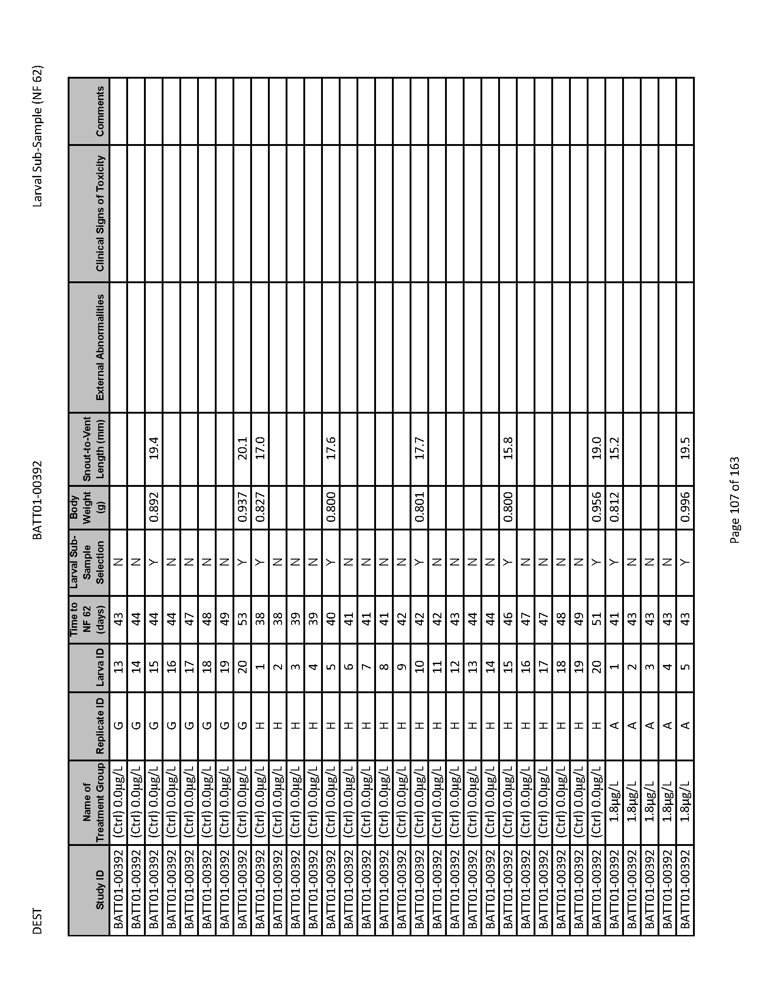 DEST BATT01-00392 Larval Sub-Sample (NF 62)
Study ID Name of Treatment Group Replicate ID Larva ID Time to NF 62 (days) Larval Sub-Sample Selection Body Weight (g) Snout-to-Vent Length (mm) External Abnormalities Clinical Signs of Toxicity Comments
BATT01-00392 (Ctrl) 0.0µg/L G 13 43 N
BATT01-00392 (Ctrl) 0.0µg/L G 14 44 N
BATT01-00392 (Ctrl) 0.0µg/L G 15 44 Y 0.892 19.4
BATT01-00392 (Ctrl) 0.0µg/L G 16 44 N
BATT01-00392 (Ctrl) 0.0µg/L G 17 47 N
BATT01-00392 (Ctrl) 0.0µg/L G 18 48 N
BATT01-00392 (Ctrl) 0.0µg/L G 19 49 N
BATT01-00392 (Ctrl) 0.0µg/L G 20 53 Y 0.937 20.1
BATT01-00392 (Ctrl) 0.0µg/L H 1 38 Y 0.827 17.0
BATT01-00392 (Ctrl) 0.0µg/L H 2 38 N
BATT01-00392 (Ctrl) 0.0µg/L H 3 39 N
BATT01-00392 (Ctrl) 0.0µg/L H 4 39 N
BATT01-00392 (Ctrl) 0.0µg/L H 5 40 Y 0.800 17.6
BATT01-00392 (Ctrl) 0.0µg/L H 6 41 N
BATT01-00392 (Ctrl) 0.0µg/L H 7 41 N
BATT01-00392 (Ctrl) 0.0µg/L H 8 41 N
BATT01-00392 (Ctrl) 0.0µg/L H 9 42 N
BATT01-00392 (Ctrl) 0.0µg/L H 10 42 Y 0.801 17.7
BATT01-00392 (Ctrl) 0.0µg/L H 11 42 N
BATT01-00392 (Ctrl) 0.0µg/L H 12 43 N
BATT01-00392 (Ctrl) 0.0µg/L H 13 44 N
BATT01-00392 (Ctrl) 0.0µg/L H 14 44 N
BATT01-00392 (Ctrl) 0.0µg/L H 15 46 Y 0.800 15.8
BATT01-00392 (Ctrl) 0.0µg/L H 16 47 N
BATT01-00392 (Ctrl) 0.0µg/L H 17 47 N
BATT01-00392 (Ctrl) 0.0µg/L H 18 48 N
BATT01-00392 (Ctrl) 0.0µg/L H 19 49 N
BATT01-00392 (Ctrl) 0.0µg/L H 20 51 Y 0.956 19.0
BATT01-00392 1.8µg/L A 1 41 Y 0.812 15.2
BATT01-00392 1.8µg/L A 2 43 N
BATT01-00392 1.8µg/L A 3 43 N
BATT01-00392 1.8µg/L A 4 43 N
BATT01-00392 1.8µg/L A 5 43 Y 0.996 19.5
Page 107 of 163